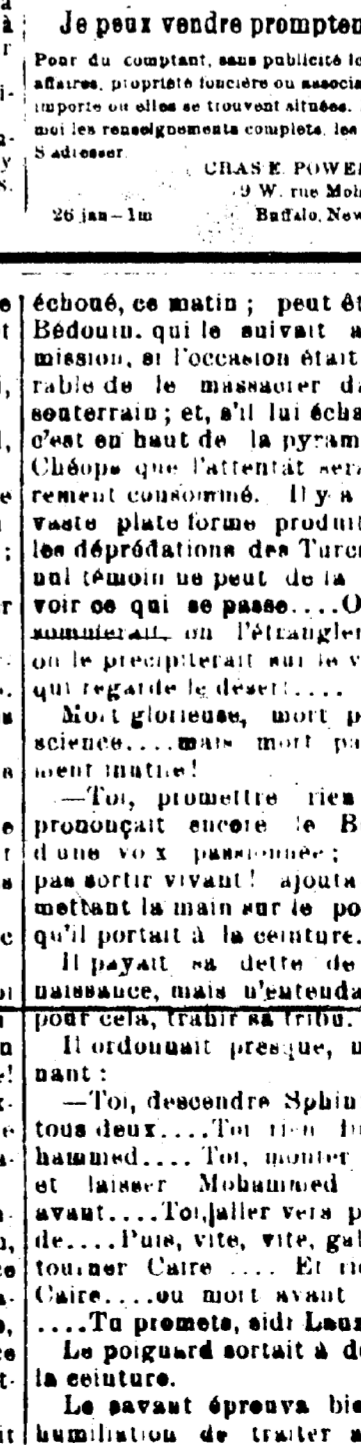 Je peux vendre promptem
Pour du comptant, sans publicité lo
affaires, propriété foncière ou associa
importe ou elles se trouvent situées.
moi les renseignements complets, les
S adresser
CHAS E. POWE
9 W. rue Moh
26 jan—1m Buffalo, New
échoué, ce matin ; peut êt
Bédouin. qui le suivait a
mission, si l'occasion était
rable de le massacrer da
souterrain ; et, s'il lui écha
c'est en haut de la pyram
Chéops que l'attentât sera
rement consommé. Il y a
vaste plate forme produit
les déprédations des Turcs
nul témoin ne peut de la
voir ce qui se passe....O
sommierait, on l'étrangler
on le précipiterait sur le v
qui regarde le désert....
Mort glorieuse, mort p
science....mais mort pa
ment inutile!
—Toi, promettre rien
prononçait encore le B
d une vo x passionnée ;
pas sortir vivant ! ajouta
mettant la main sur le po
qu'il portait à la ceinture.
Il payait sa dette de
naissance, mais n'entenda
pour cela, trahir sa tribu.
Il ordonnait presque,
nant :
—Toi, descendre Sphin
tous deux....Toi rien
hammed.... Toi, monter
et laisser Mohammed
avant....Toi, aller vers p
de....Puis, vite, vite, gal
tourner Caire .... Et ri
Caire....ou mort avant
....Tu promets, sidi Laur
Le poignard sortait à de
la ceinture.
Le savant éprouva bie
humiliation de traiter a